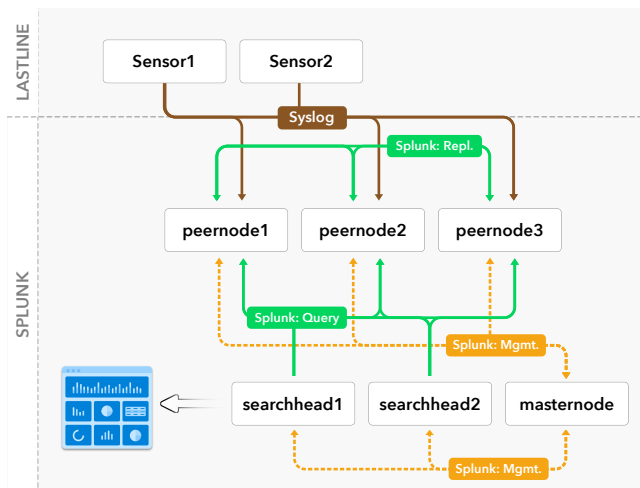 LASTLINE
Sensor1
Sensor2
Syslog
SPLUNK
Splunk: Repl.
peernode1
peernode2
peernode3
Splunk: Query
Splunk: Mgmt.
searchhead1
searchhead2
masternode
Splunk: Mgmt.